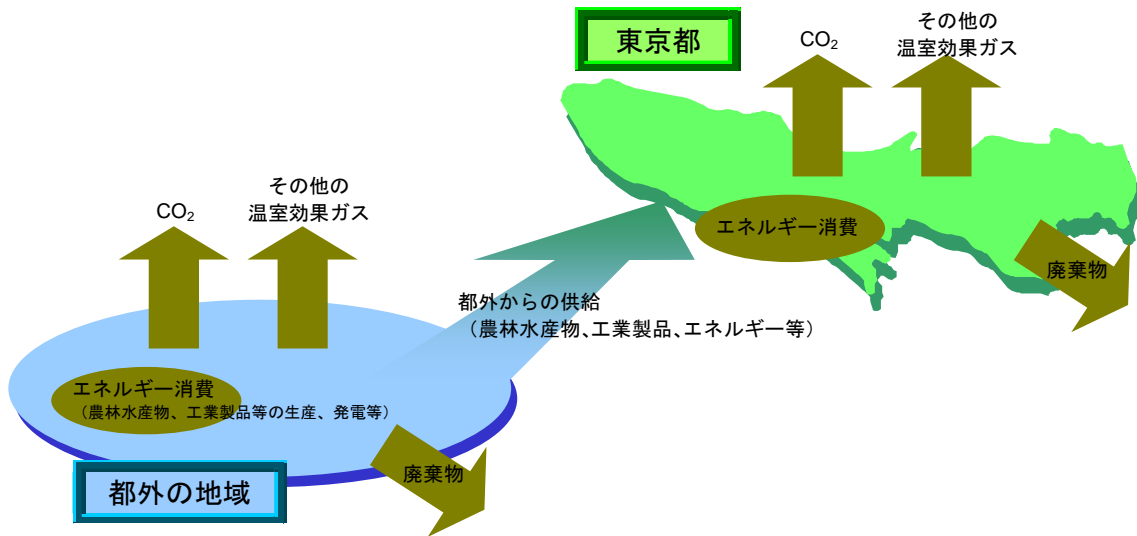 東京都
CO₂
その他の
温室効果ガス
エネルギー消費
廃棄物
CO₂
その他の
温室効果ガス
都外からの供給
(農林水産物、工業製品、エネルギー等)
エネルギー消費
(農林水産物、工業製品等の生産、発電等)
廃棄物
都外の地域